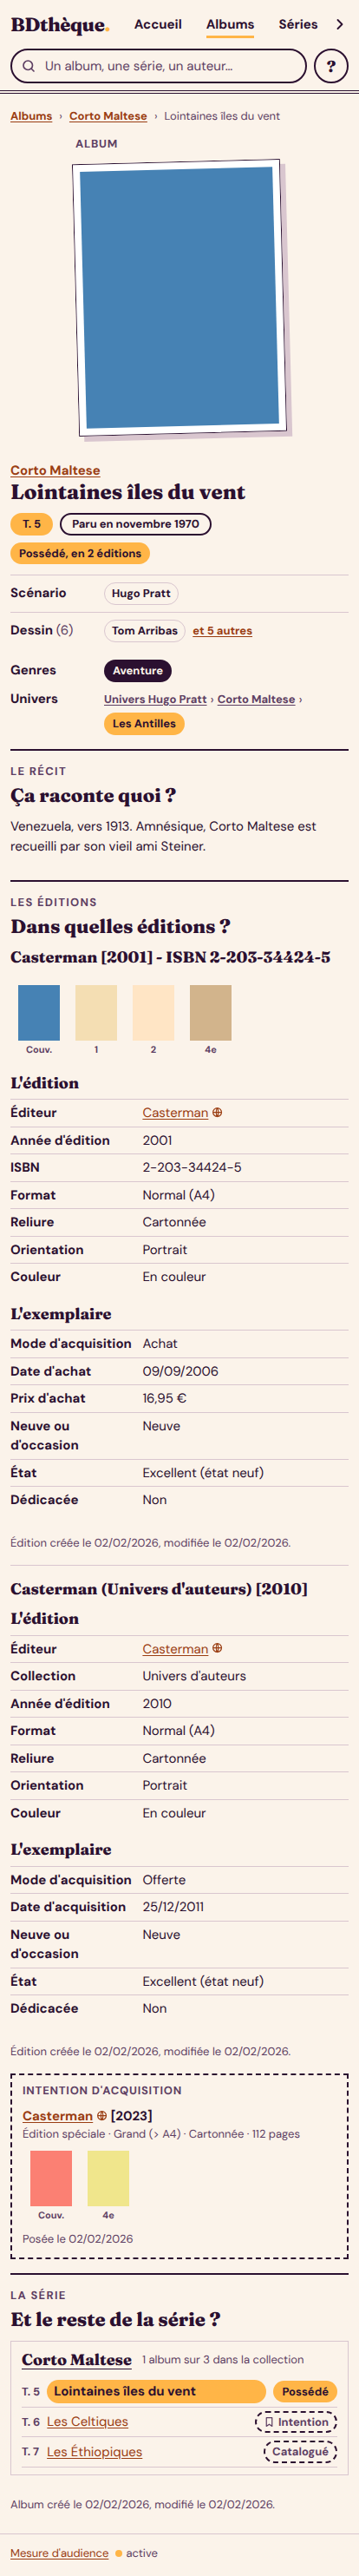 BDthèque.
Accueil Albums Séries
Un album, une série, un auteur...
?
Albums › Corto Maltese › Lointaines îles du vent
ALBUM
Corto Maltese
Lointaines îles du vent
T. 5 Paru en novembre 1970
Possédé, en 2 éditions
Scénario Hugo Pratt
Dessin (6) Tom Arribas et 5 autres
Genres Aventure
Univers Univers Hugo Pratt › Corto Maltese ›
Les Antilles
LE RÉCIT
Ça raconte quoi ?
Venezuela, vers 1913. Amnésique, Corto Maltese est
recueilli par son vieil ami Steiner.
LES ÉDITIONS
Dans quelles éditions ?
Casterman [2001] - ISBN 2-203-34424-5
Couv. 1 2 4e
L'édition
Éditeur Casterman
Année d'édition 2001
ISBN 2-203-34424-5
Format Normal (A4)
Reliure Cartonnée
Orientation Portrait
Couleur En couleur
L'exemplaire
Mode d'acquisition Achat
Date d'achat 09/09/2006
Prix d'achat 16,95 €
Neuve ou Neuve
d'occasion
État Excellent (état neuf)
Dédicacée Non
Édition créée le 02/02/2026, modifiée le 02/02/2026.
Casterman (Univers d'auteurs) [2010]
L'édition
Éditeur Casterman
Collection Univers d'auteurs
Année d'édition 2010
Format Normal (A4)
Reliure Cartonnée
Orientation Portrait
Couleur En couleur
L'exemplaire
Mode d'acquisition Offerte
Date d'acquisition 25/12/2011
Neuve ou Neuve
d'occasion
État Excellent (état neuf)
Dédicacée Non
Édition créée le 02/02/2026, modifiée le 02/02/2026.
INTENTION D'ACQUISITION
Casterman [2023]
Édition spéciale · Grand (> A4) · Cartonnée · 112 pages
Couv. 4e
Posée le 02/02/2026
LA SÉRIE
Et le reste de la série ?
Corto Maltese 1 album sur 3 dans la collection
T. 5 Lointaines îles du vent Possédé
T. 6 Les Celtiques Intention
T. 7 Les Éthiopiques Catalogué
Album créé le 02/02/2026, modifié le 02/02/2026.
Mesure d'audience active